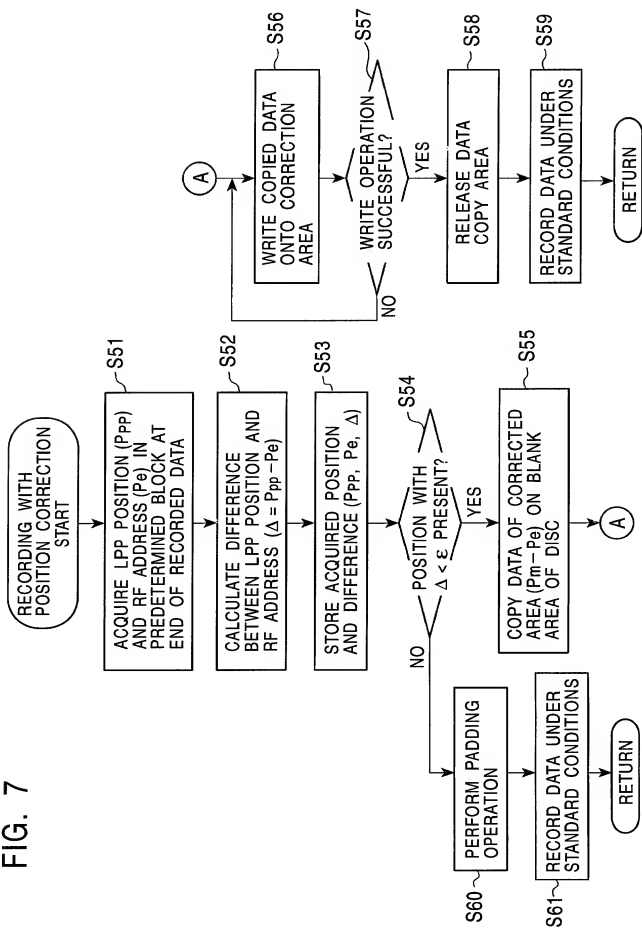 FIG. 7
RECORDING WITH
POSITION CORRECTION
START
S51
ACQUIRE LPP POSITION (PPP)
AND RF ADDRESS (Pe) IN
PREDETERMINED BLOCK AT
END OF RECORDED DATA
S52
CALCULATE DIFFERENCE
BETWEEN LPP POSITION AND
RF ADDRESS (Δ = PPP – Pe)
S53
STORE ACQUIRED POSITION
AND DIFFERENCE (PPP, Pe, Δ)
S54
POSITION WITH
Δ < ε PRESENT?
NO
YES
S55
COPY DATA OF CORRECTED
AREA (Pm – Pe) ON BLANK
AREA OF DISC
A
S60
PERFORM PADDING
OPERATION
S61
RECORD DATA UNDER
STANDARD CONDITIONS
RETURN
A
S56
WRITE COPIED DATA
ONTO CORRECTION
AREA
S57
WRITE OPERATION
SUCCESSFUL?
NO
YES
S58
RELEASE DATA
COPY AREA
S59
RECORD DATA UNDER
STANDARD CONDITIONS
RETURN